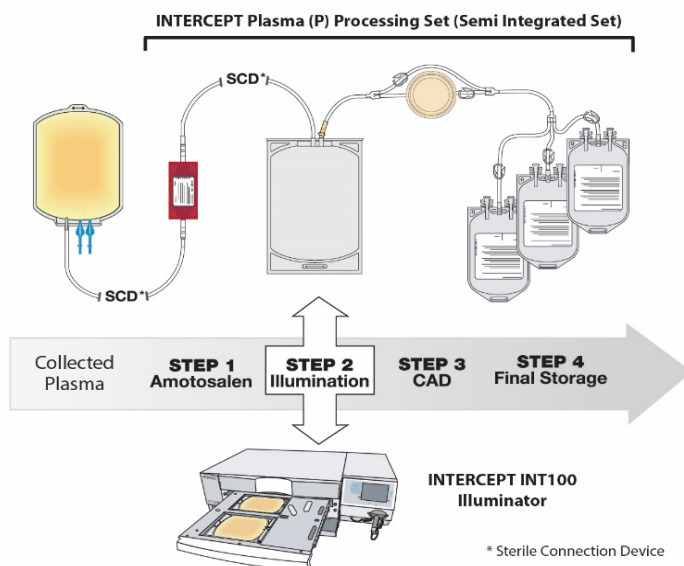 INTERCEPT Plasma (P) Processing Set (Semi Integrated Set)
SCD*
SCD*
Collected
Plasma
STEP 1
Amotosalen
STEP 2
Illumination
STEP 3
CAD
STEP 4
Final Storage
INTERCEPT INT100
Illuminator
* Sterile Connection Device